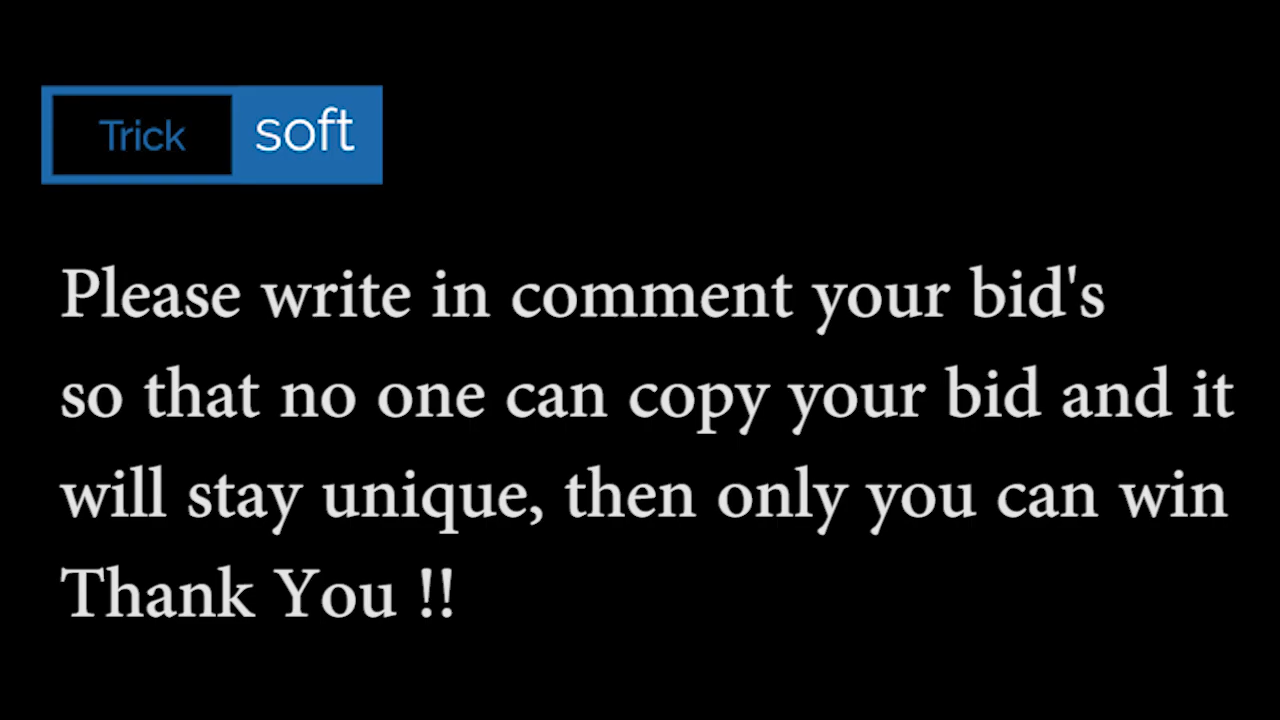 Trick soft
Please write in comment your bid's
so that no one can copy your bid and it
will stay unique, then only you can win
Thank You !!